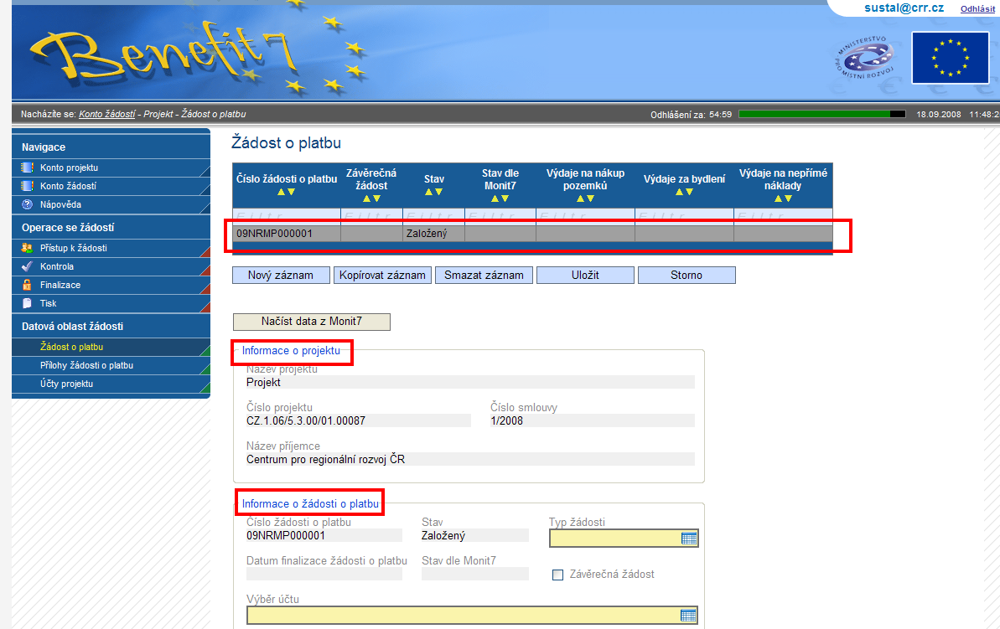 sustal@crr.cz Odhlásit
Benefit7
MINISTERSTVO
PRO MÍSTNÍ ROZVOJ
Nacházíte se: Konto žádostí - Projekt - Žádost o platbu
Odhlášení za: 54:59 18.09.2008 11:48:2
Navigace
Konto projektu
Konto žádostí
Nápověda
Operace se žádostí
Přístup k žádosti
Kontrola
Finalizace
Tisk
Datová oblast žádosti
Žádost o platbu
Přílohy žádosti o platbu
Účty projektu
Žádost o platbu
Číslo žádosti o platbu
Závěrečná
žádost
Stav
Stav dle
Monit7
Výdaje na nákup
pozemků
Výdaje za bydlení
Výdaje na nepřímé
náklady
Filtr Filtr Filtr Filtr Filtr Filtr Filtr
09NRMP000001 Založený
Nový záznam Kopírovat záznam Smazat záznam Uložit Storno
Načíst data z Monit7
Informace o projektu
Název projektu
Projekt
Číslo projektu Číslo smlouvy
CZ.1.06/5.3.00/01.00087 1/2008
Název příjemce
Centrum pro regionální rozvoj ČR
Informace o žádosti o platbu
Číslo žádosti o platbu Stav Typ žádosti
09NRMP000001 Založený
Datum finalizace žádosti o platbu Stav dle Monit7
Závěrečná žádost
Výběr účtu